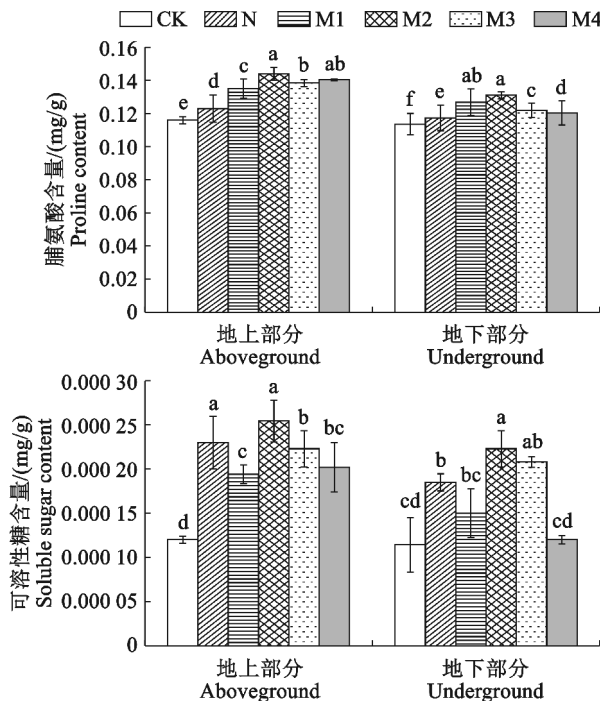 CK N M1 M2 M3 M4
脯氨酸含量/(mg/g)
Proline content
0.16
0.14
0.12
0.10
0.08
0.06
0.04
0.02
0
e d c a b ab
f e ab a c d
地上部分 地下部分
Aboveground Underground
可溶性糖含量/(mg/g)
Soluble sugar content
0.000 30
0.000 25
0.000 20
0.000 15
0.000 10
0.000 05
0
d a c a b bc
cd b bc a ab cd
地上部分 地下部分
Aboveground Underground